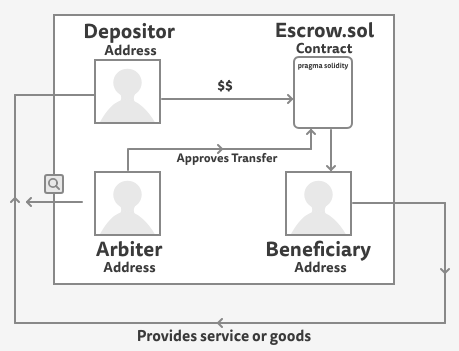 Depositor
Address
Escrow.sol
Contract
pragma solidity
$$
Approves Transfer
Arbiter
Address
Beneficiary
Address
Provides service or goods